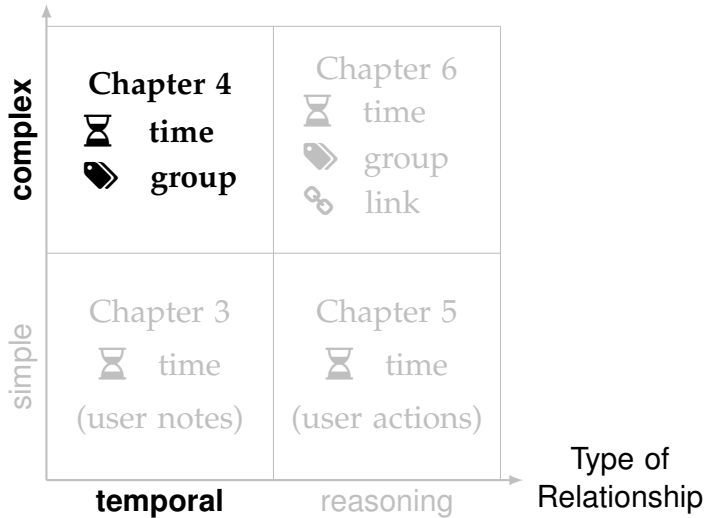 complex
Chapter 4
time
group
Chapter 6
time
group
link
simple
Chapter 3
time
(user notes)
Chapter 5
time
(user actions)
temporal
reasoning
Type of
Relationship